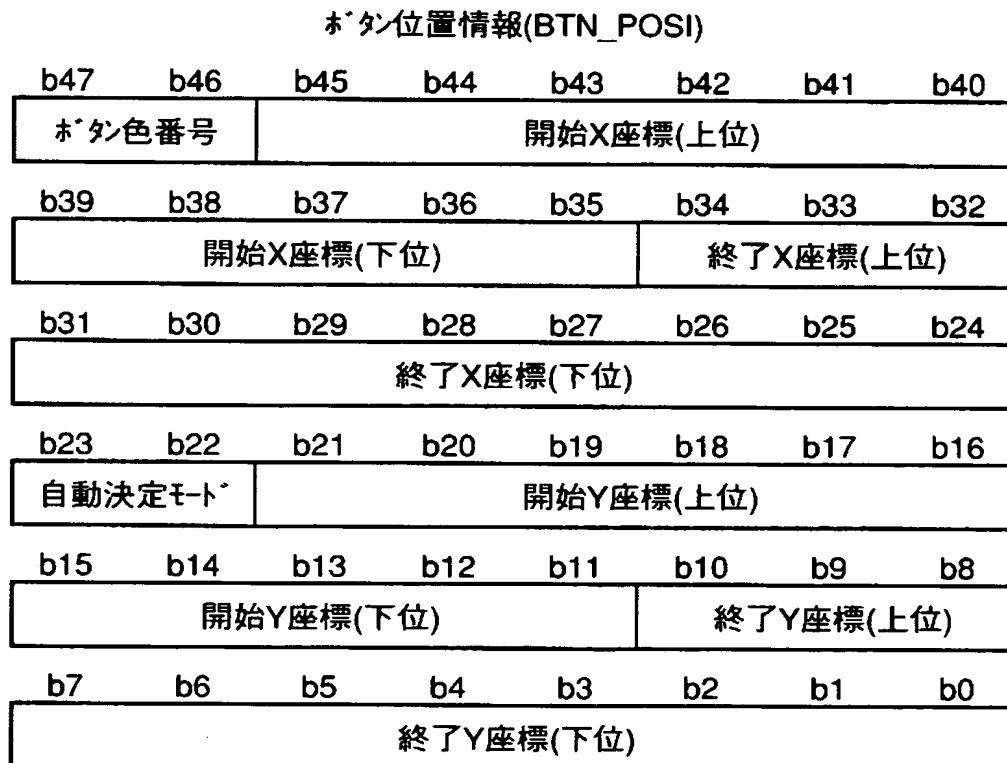 ボタン位置情報(BTN_POSI)
b47 b46 b45 b44 b43 b42 b41 b40
ボタン色番号 開始X座標(上位)
b39 b38 b37 b36 b35 b34 b33 b32
開始X座標(下位) 終了X座標(上位)
b31 b30 b29 b28 b27 b26 b25 b24
終了X座標(下位)
b23 b22 b21 b20 b19 b18 b17 b16
自動決定モード 開始Y座標(上位)
b15 b14 b13 b12 b11 b10 b9 b8
開始Y座標(下位) 終了Y座標(上位)
b7 b6 b5 b4 b3 b2 b1 b0
終了Y座標(下位)